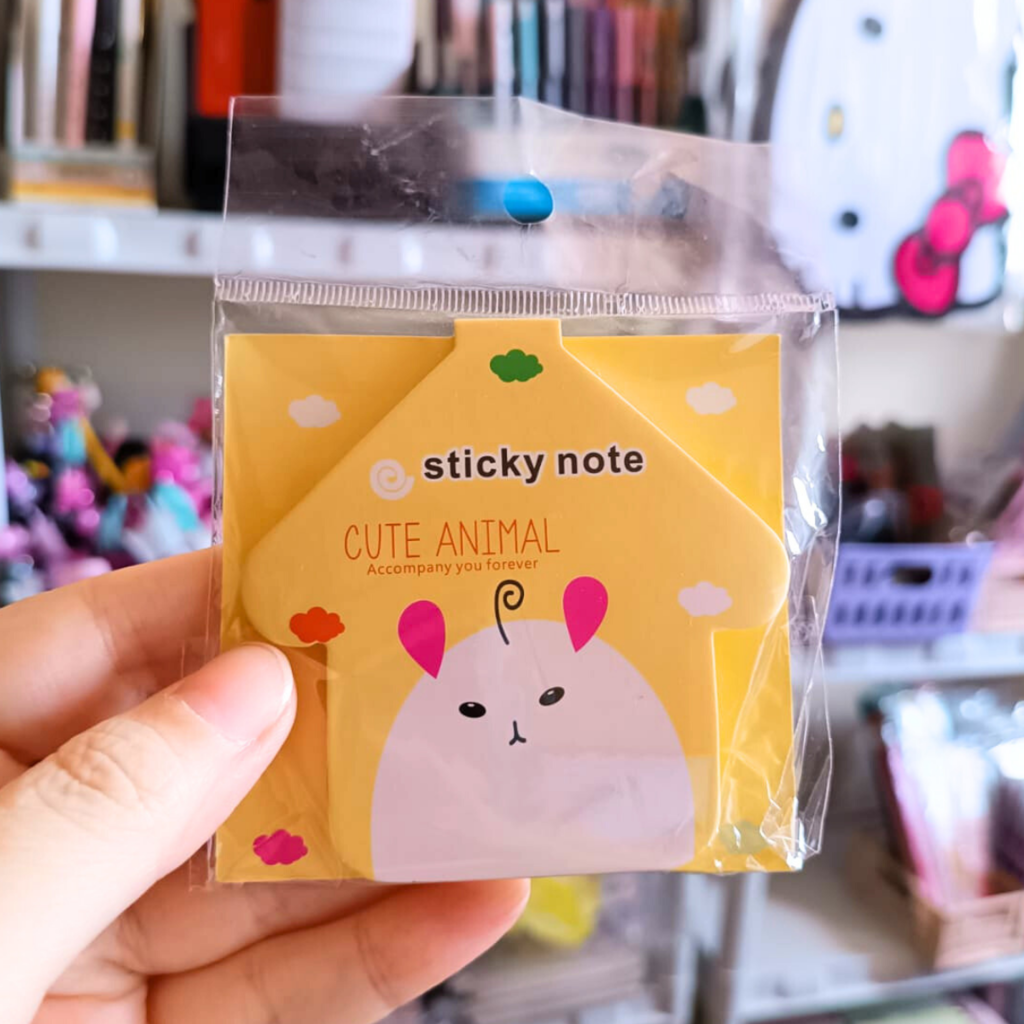 sticky note
CUTE ANIMAL
Accompany you forever